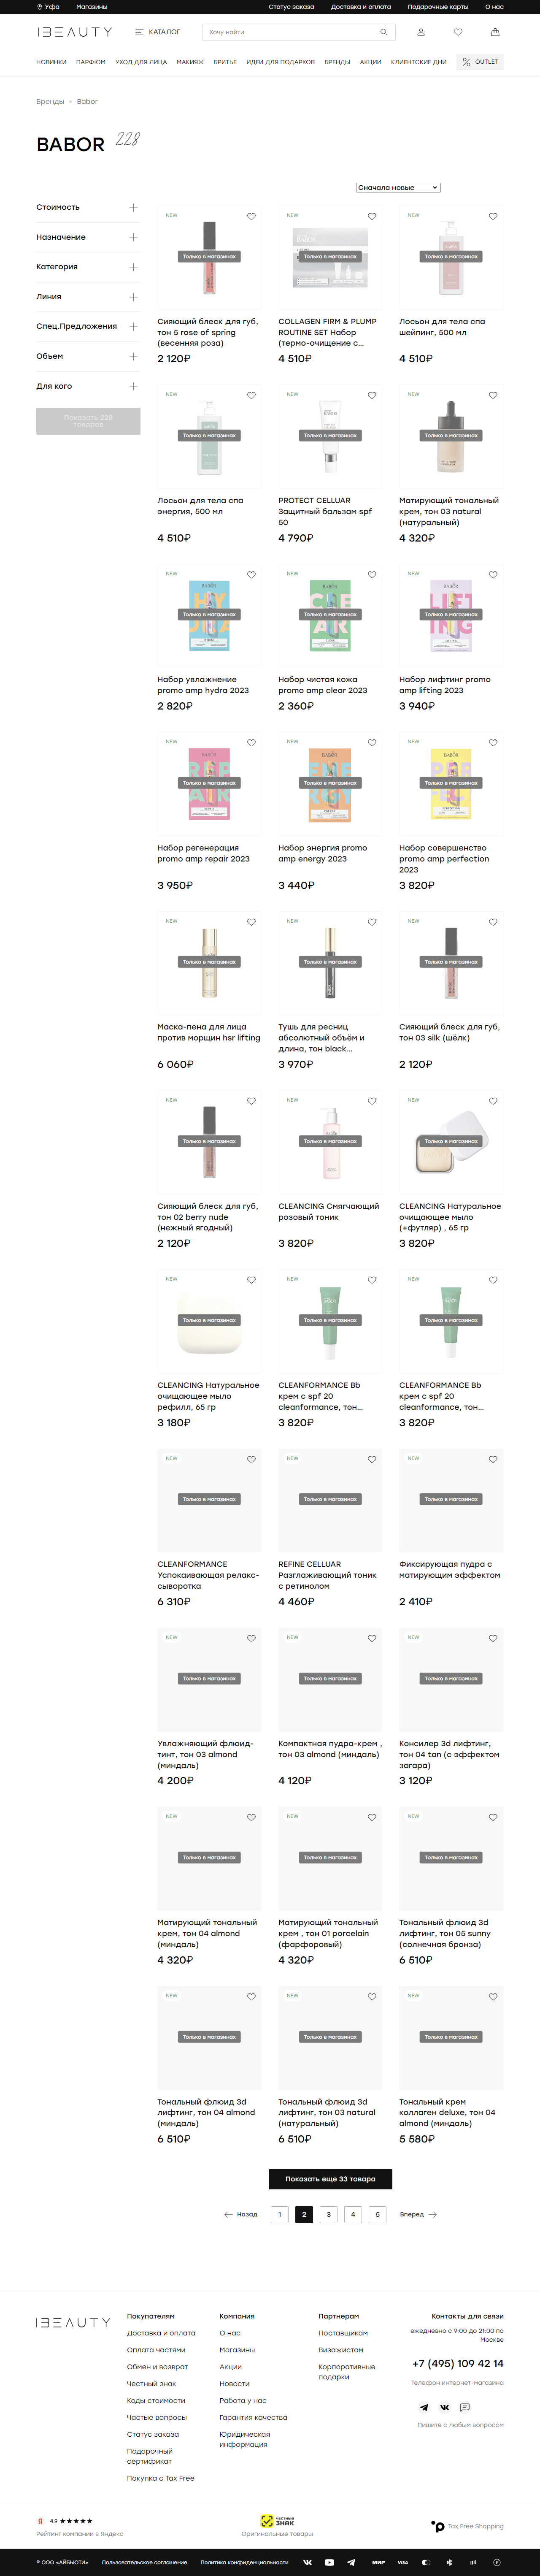 Уфа Магазины Статус заказа Доставка и оплата Подарочные карты О нас
IBEAUTY КАТАЛОГ Хочу найти
НОВИНКИ ПАРФЮМ УХОД ДЛЯ ЛИЦА МАКИЯЖ БРИТЬЕ ИДЕИ ДЛЯ ПОДАРКОВ БРЕНДЫ АКЦИИ КЛИЕНТСКИЕ ДНИ OUTLET
Бренды Babor
BABOR 228
Сначала новые
Стоимость
Назначение
Категория
Линия
Спец.Предложения
Объем
Для кого
Показать 228
товаров
NEW NEW NEW
Только в магазинах Только в магазинах Только в магазинах
Сияющий блеск для губ,
тон 5 rose of spring
(весенняя роза)
2 120₽
COLLAGEN FIRM & PLUMP
ROUTINE SET Набор
(термо-очищение с...
4 510₽
Лосьон для тела спа
шейпинг, 500 мл
4 510₽
NEW NEW NEW
Только в магазинах Только в магазинах Только в магазинах
Лосьон для тела спа
энергия, 500 мл
4 510₽
PROTECT CELLUAR
Защитный бальзам spf
50
4 790₽
Матирующий тональный
крем, тон 03 natural
(натуральный)
4 320₽
NEW NEW NEW
BABOR BABOR BABOR
Только в магазинах Только в магазинах Только в магазинах
Набор увлажнение
promo amp hydra 2023
2 820₽
Набор чистая кожа
promo amp clear 2023
2 360₽
Набор лифтинг promo
amp lifting 2023
3 940₽
NEW NEW NEW
BABOR BABOR BABOR
Только в магазинах Только в магазинах Только в магазинах
Набор регенерация
promo amp repair 2023
3 950₽
Набор энергия promo
amp energy 2023
3 440₽
Набор совершенство
promo amp perfection
2023
3 820₽
NEW NEW NEW
Только в магазинах Только в магазинах Только в магазинах
Маска-пена для лица
против морщин hsr lifting
6 060₽
Тушь для ресниц
абсолютный объём и
длина, тон black...
3 970₽
Сияющий блеск для губ,
тон 03 silk (шёлк)
2 120₽
NEW NEW NEW
Только в магазинах Только в магазинах Только в магазинах
Сияющий блеск для губ,
тон 02 berry nude
(нежный ягодный)
2 120₽
CLEANCING Смягчающий
розовый тоник
3 820₽
CLEANCING Натуральное
очищающее мыло
(+футляр) , 65 гр
3 820₽
NEW NEW NEW
Только в магазинах Только в магазинах Только в магазинах
CLEANCING Натуральное
очищающее мыло
рефилл, 65 гр
3 180₽
CLEANFORMANCE Bb
крем с spf 20
cleanformance, тон...
3 820₽
CLEANFORMANCE Bb
крем с spf 20
cleanformance, тон...
3 820₽
NEW NEW NEW
Только в магазинах Только в магазинах Только в магазинах
CLEANFORMANCE
Успокаивающая релакс-
сыворотка
6 310₽
REFINE CELLUAR
Разглаживающий тоник
с ретинолом
4 460₽
Фиксирующая пудра с
матирующим эффектом
2 410₽
NEW NEW NEW
Только в магазинах Только в магазинах Только в магазинах
Увлажняющий флюид-
тинт, тон 03 almond
(миндаль)
4 200₽
Компактная пудра-крем ,
тон 03 almond (миндаль)
4 120₽
Консилер 3d лифтинг,
тон 04 tan (с эффектом
загара)
3 120₽
NEW NEW NEW
Только в магазинах Только в магазинах Только в магазинах
Матирующий тональный
крем, тон 04 almond
(миндаль)
4 320₽
Матирующий тональный
крем , тон 01 porcelain
(фарфоровый)
4 320₽
Тональный флюид 3d
лифтинг, тон 05 sunny
(солнечная бронза)
6 510₽
NEW NEW NEW
Только в магазинах Только в магазинах Только в магазинах
Тональный флюид 3d
лифтинг, тон 04 almond
(миндаль)
6 510₽
Тональный флюид 3d
лифтинг, тон 03 natural
(натуральный)
6 510₽
Тональный крем
коллаген deluxe, тон 04
almond (миндаль)
5 580₽
Показать еще 33 товара
Назад 1 2 3 4 5 Вперед
IBEAUTY
Покупателям
Доставка и оплата
Оплата частями
Обмен и возврат
Честный знак
Коды стоимости
Частые вопросы
Статус заказа
Подарочный
сертификат
Покупка с Tax Free
Компания
О нас
Магазины
Акции
Новости
Работа у нас
Гарантия качества
Юридическая
информация
Партнерам
Поставщикам
Визажистам
Корпоративные
подарки
Контакты для связи
ежедневно с 9:00 до 21:00 по
Москве
+7 (495) 109 42 14
Телефон интернет-магазина
Пишите с любым вопросом
Я 4.9
Рейтинг компании в Яндекс
ЧЕСТНЫЙ
ЗНАК
Оригинальные товары
Tax Free Shopping
© ООО «АЙБЬЮТИ» Пользовательское соглашение Политика конфиденциальности МИР VISA